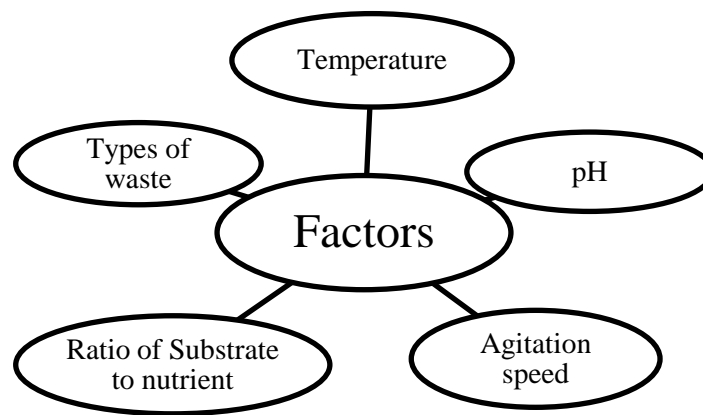 Temperature
Types of
waste
pH
Factors
Ratio of Substrate
to nutrient
Agitation
speed